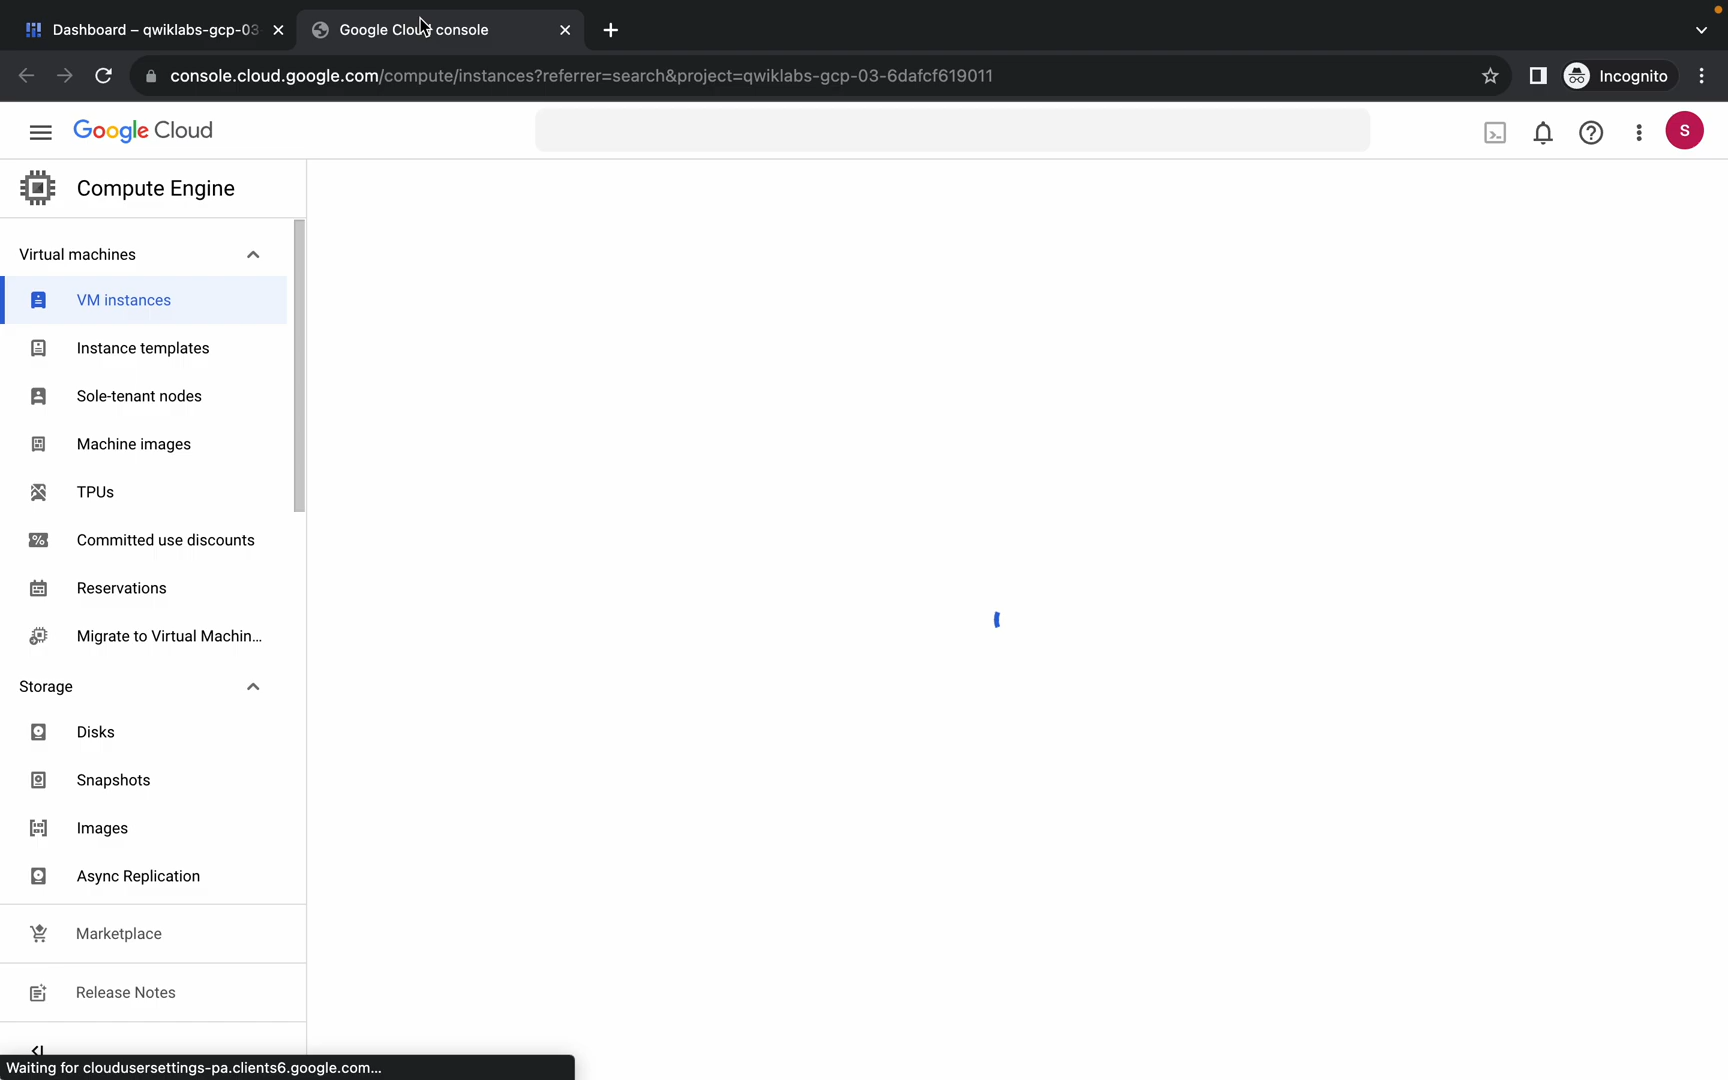 Dashboard – qwiklabs-gcp-03
Google Cloud console
console.cloud.google.com/compute/instances?referrer=search&project=qwiklabs-gcp-03-6dafcf619011
Incognito
Google Cloud
S
Compute Engine
Virtual machines
VM instances
Instance templates
Sole-tenant nodes
Machine images
TPUs
Committed use discounts
Reservations
Migrate to Virtual Machin...
Storage
Disks
Snapshots
Images
Async Replication
Marketplace
Release Notes
Waiting for cloudusersettings-pa.clients6.google.com...